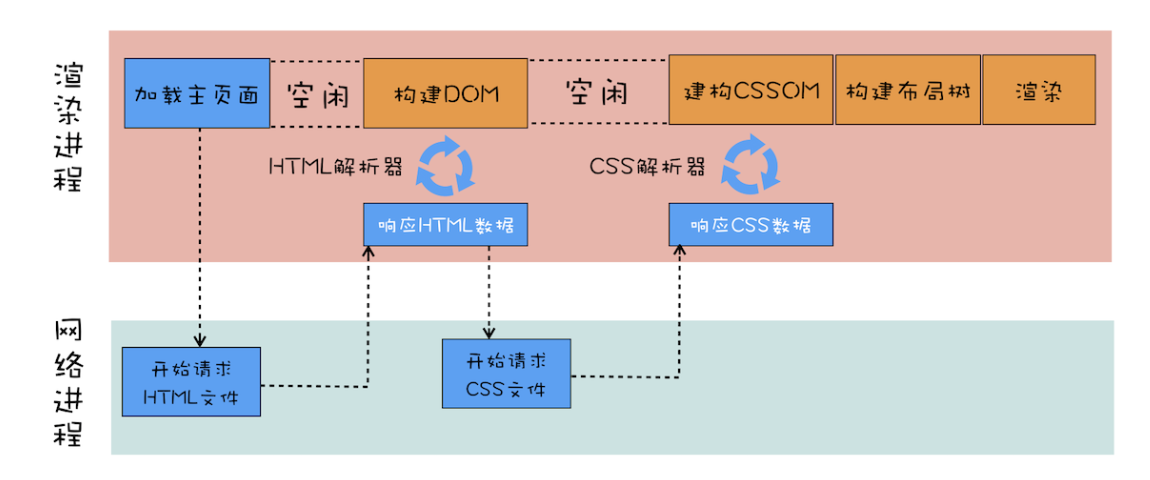 渲染进程
加载主页面
空闲
构建DOM
空闲
建构CSSOM
构建布局树
渲染
HTML解析器
CSS解析器
响应HTML数据
响应CSS数据
网络进程
开始请求
HTML文件
开始请求
CSS文件